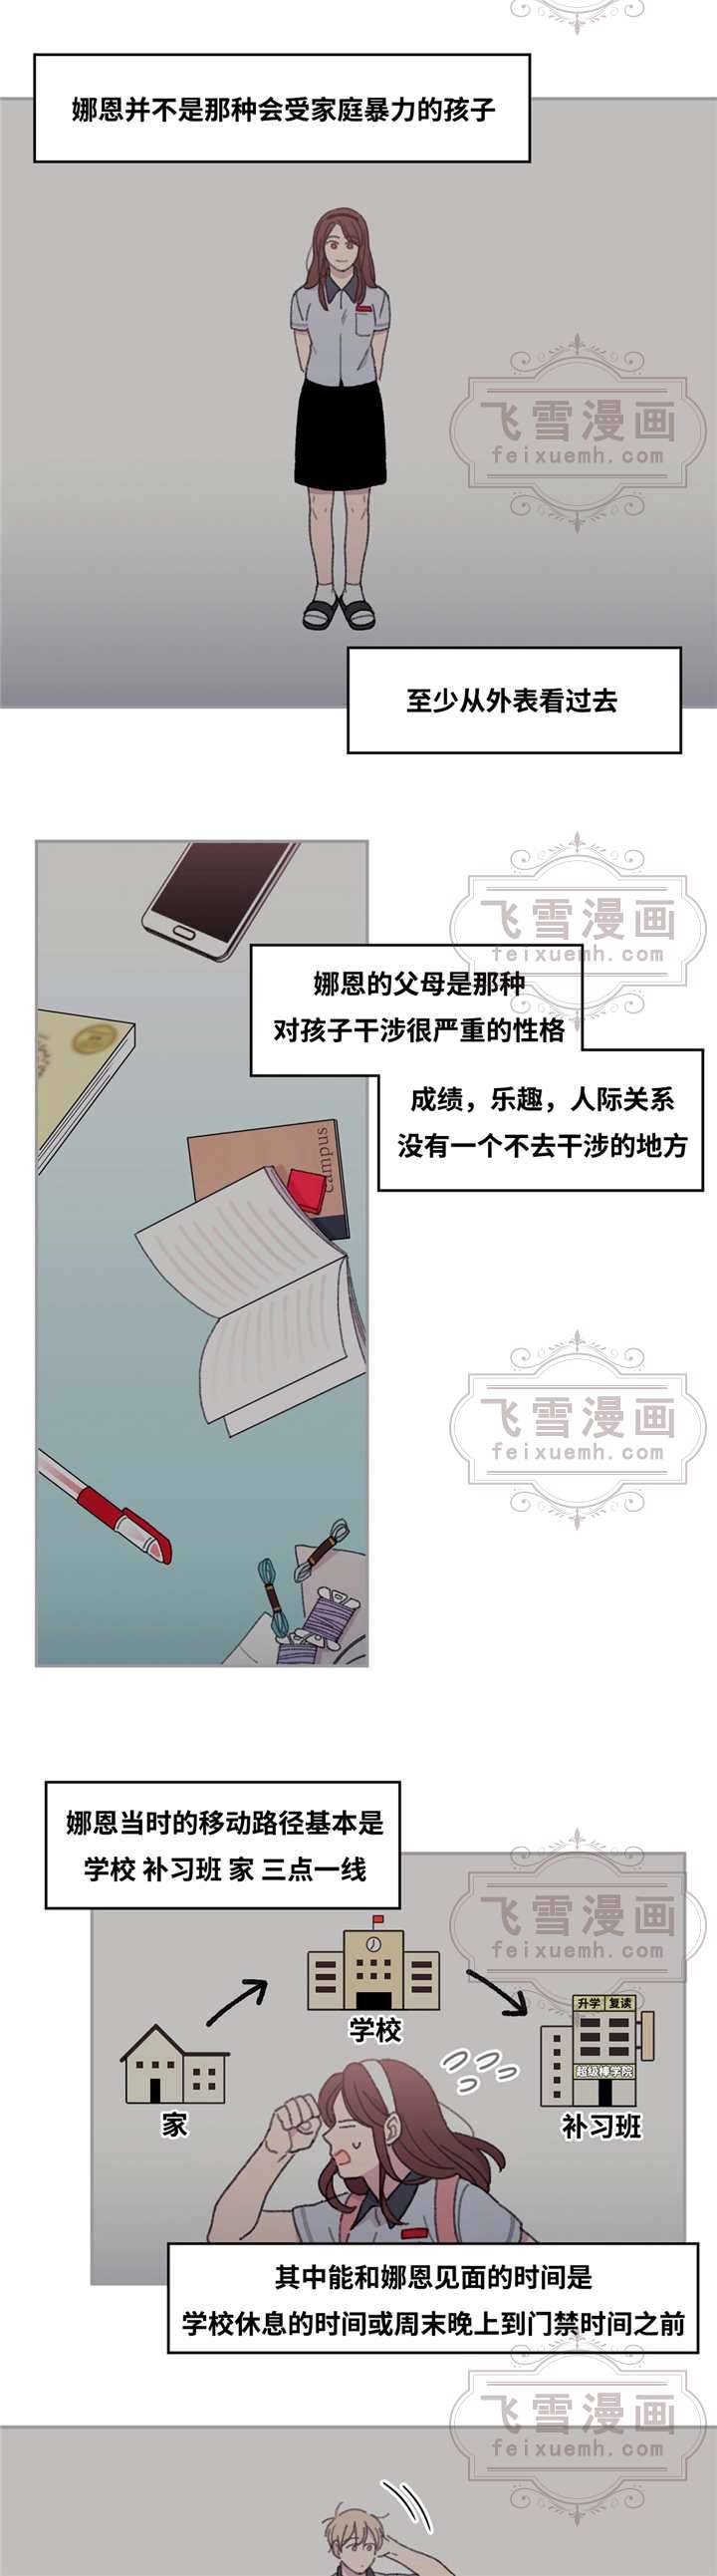 娜恩并不是那种会受家庭暴力的孩子
飞雪漫画
feixuemh.com
至少从外表看过去
飞雪漫画
feixuemh.com
娜恩的父母是那种
对孩子干涉很严重的性格
成绩，乐趣，人际关系
没有一个不去干涉的地方
campus
飞雪漫画
feixuemh.com
娜恩当时的移动路径基本是
学校 补习班 家 三点一线
飞雪漫画
feixuemh.com
学校
升学 复读
超级棒学院
家
补习班
其中能和娜恩见面的时间是
学校休息的时间或周末晚上到门禁时间之前
飞雪漫画
feixuemh.com